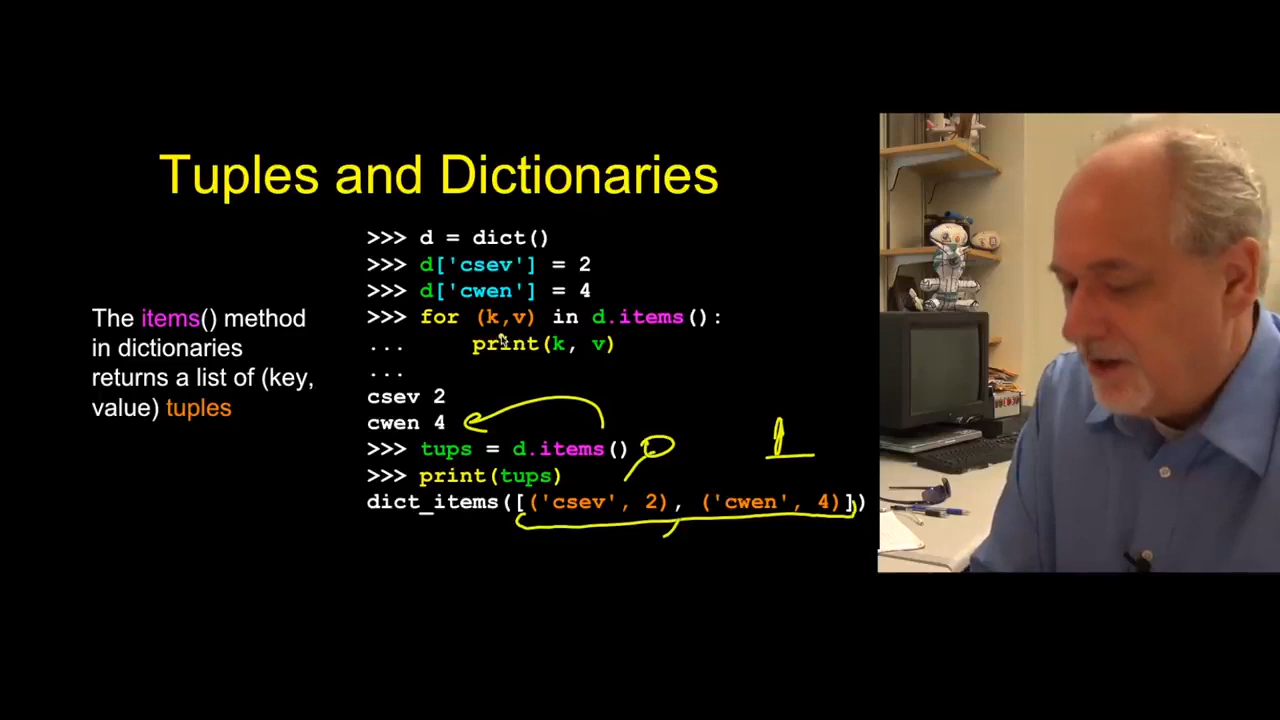 Tuples and Dictionaries
The items() method
in dictionaries
returns a list of (key,
value) tuples
>>> d = dict()
>>> d['csev'] = 2
>>> d['cwen'] = 4
>>> for (k,v) in d.items():
...     print(k, v)
...
csev 2
cwen 4
>>> tups = d.items()
>>> print(tups)
dict_items([('csev', 2), ('cwen', 4)])
1